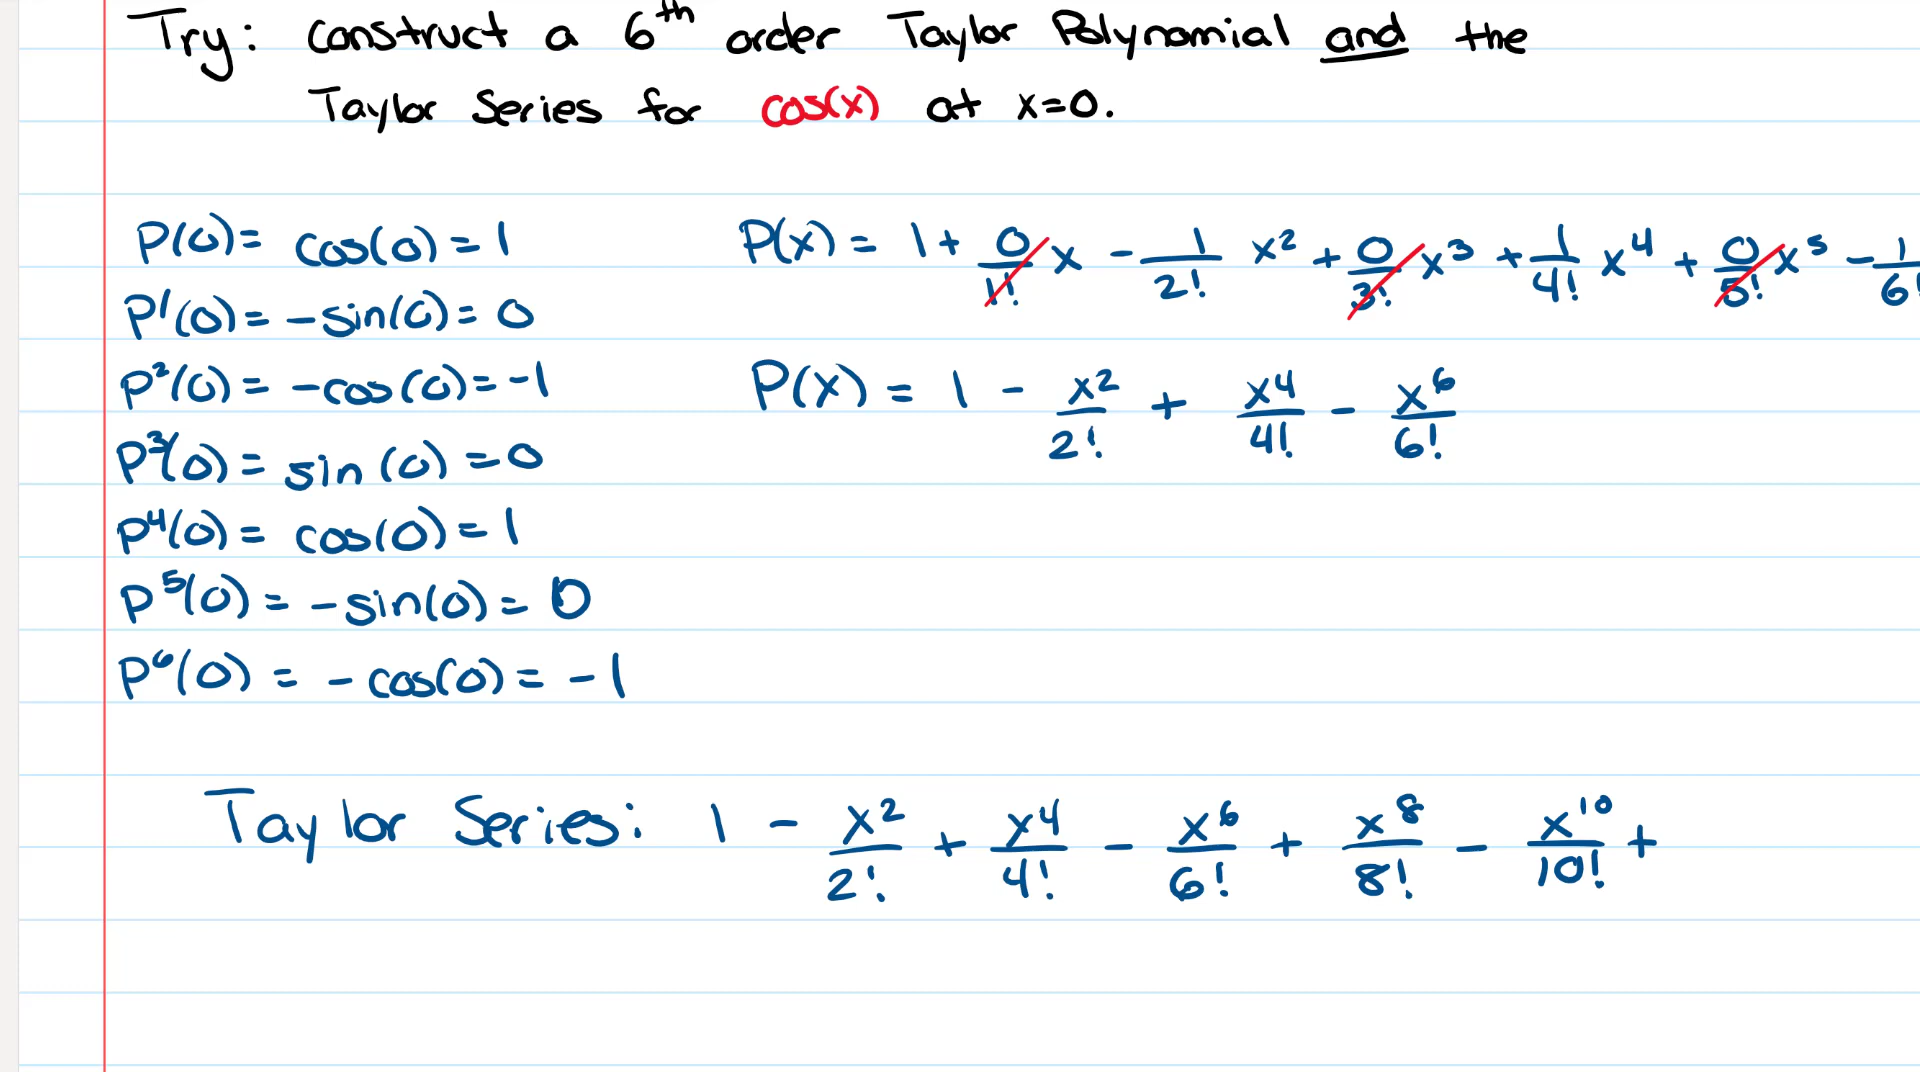 Try: Construct a 6th order Taylor Polynomial and the
Taylor Series for cos(x) at x=0.
P(0)= cos(0)=1
P'(0)= -sin(0)= 0
P²(0)= -cos(0)= -1
P³(0)= sin(0)=0
P⁴(0)= cos(0)=1
P⁵(0)= -sin(0)= 0
P⁶(0) = -cos(0)= -1
P(x) = 1+ 0/1! x - 1/2! x² + 0/3! x³ + 1/4! x⁴ + 0/5! x⁵ - 1/6!
P(x) = 1 - x²/2! + x⁴/4! - x⁶/6!
Taylor Series: 1 - x²/2! + x⁴/4! - x⁶/6! + x⁸/8! - x¹⁰/10! +